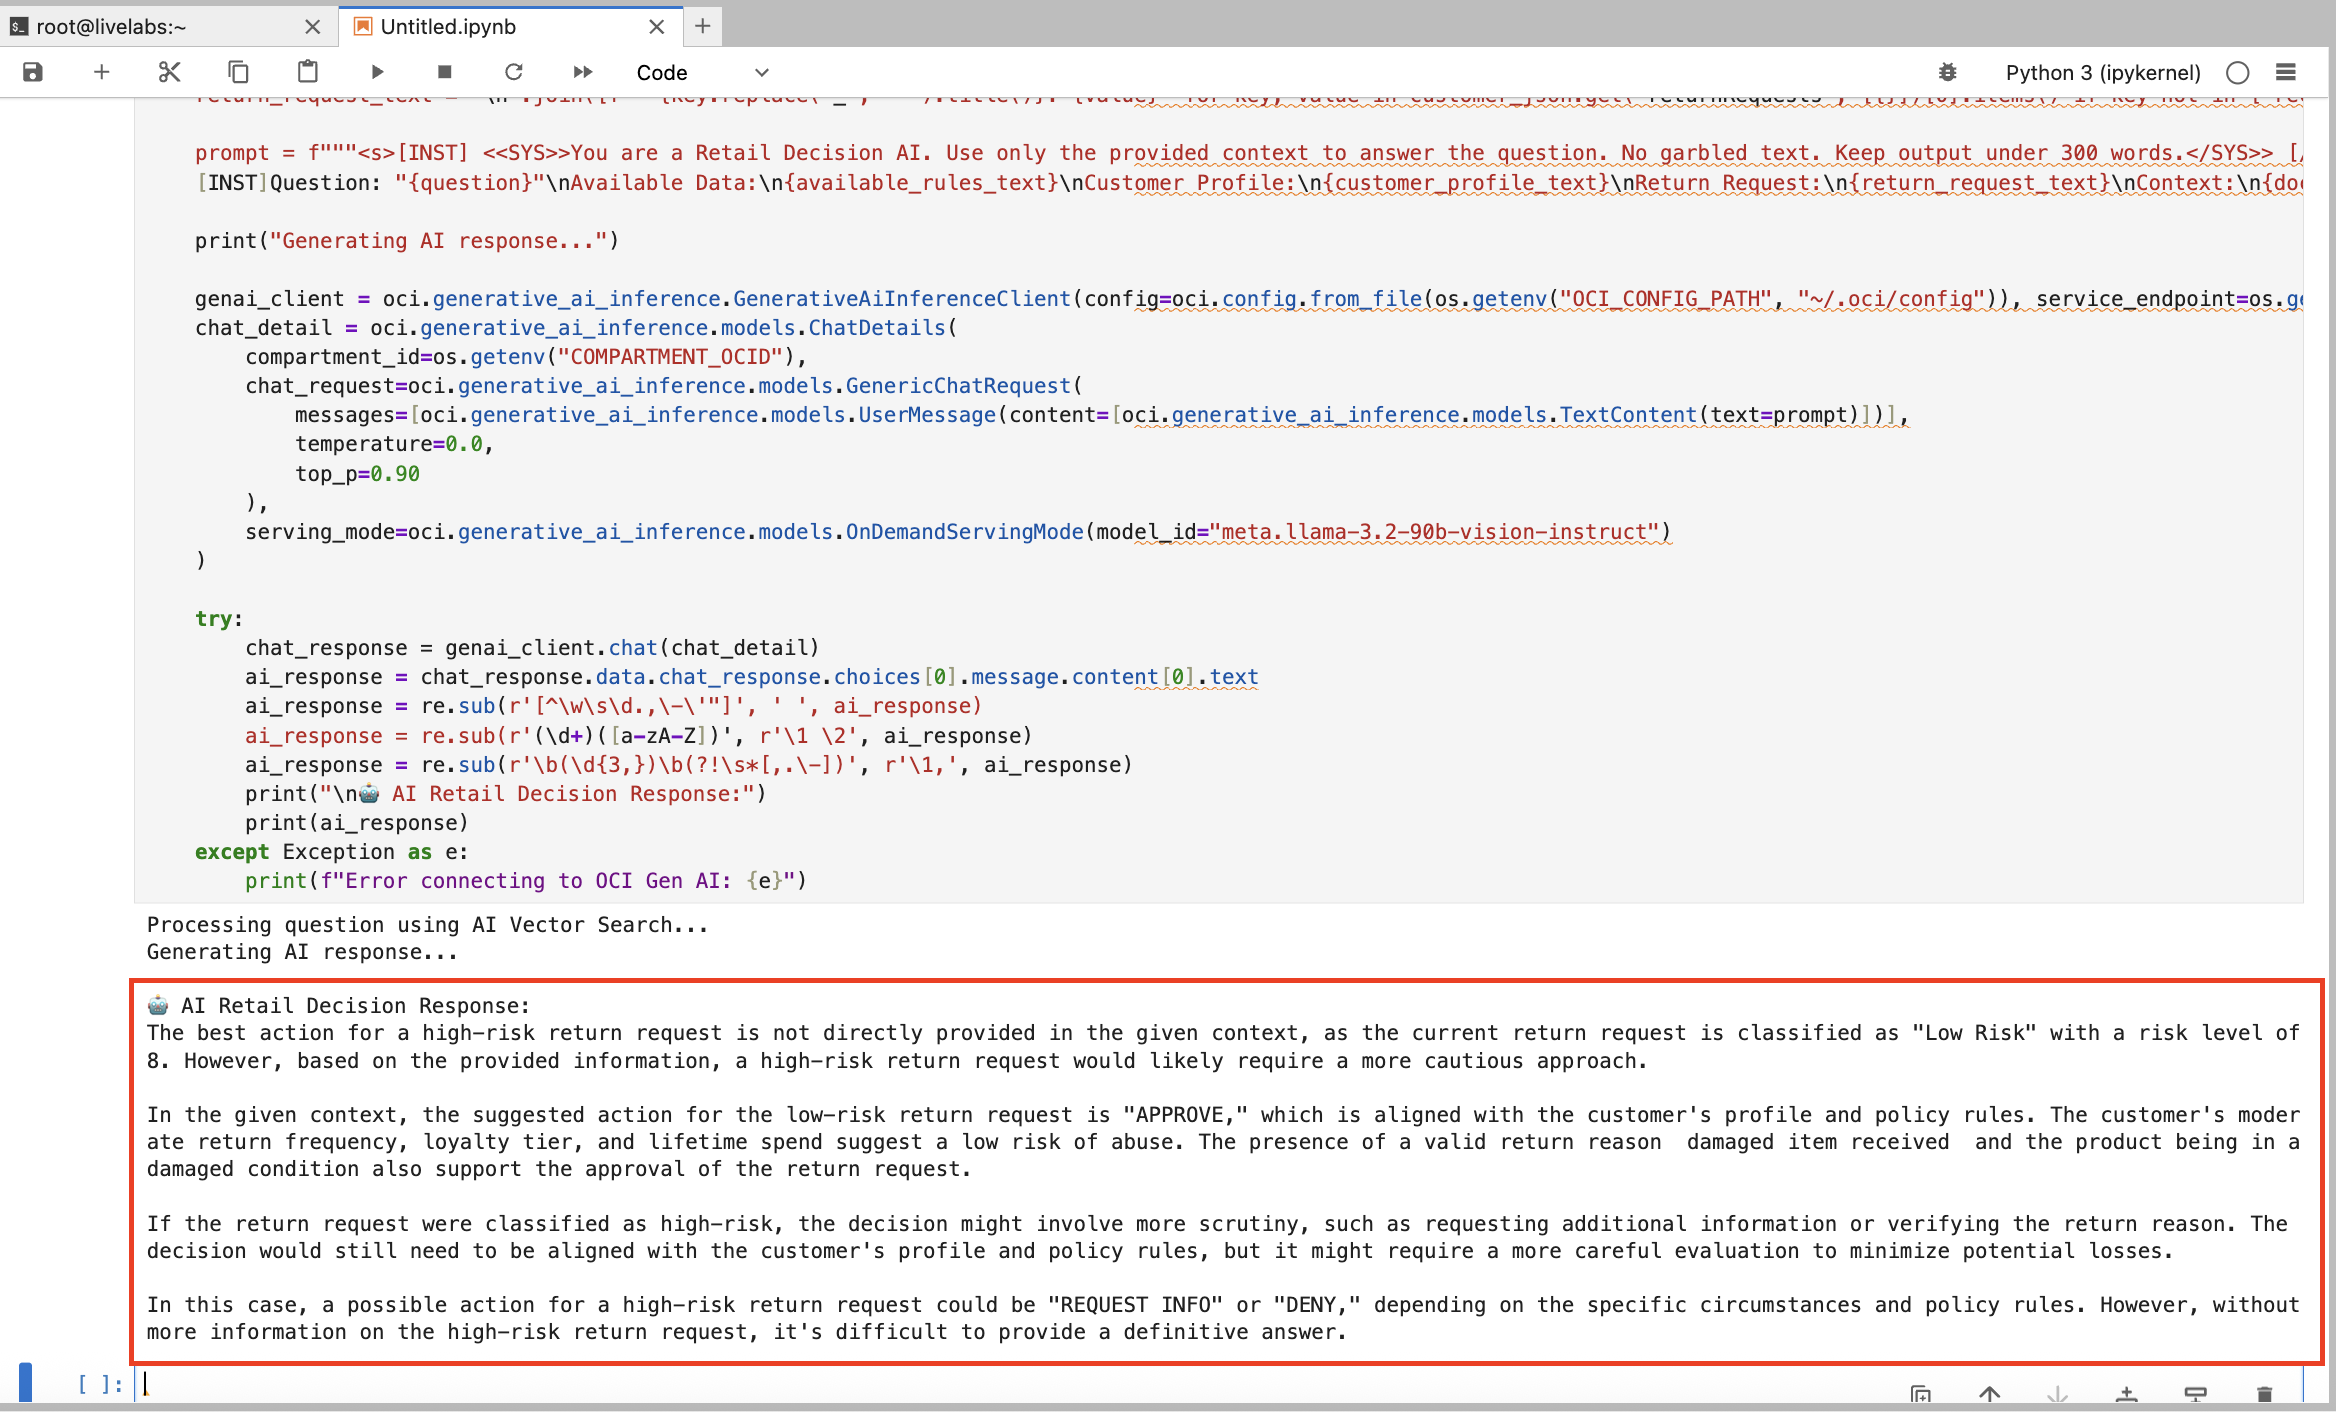 root@livelabs:~
Untitled.ipynb
Code
Python 3 (ipykernel)
prompt = f"""<s>[INST] <<SYS>>You are a Retail Decision AI. Use only the provided context to answer the question. No garbled text. Keep output under 300 words.</SYS>> [/
[INST]Question: "{question}"\nAvailable Data:\n{available_rules_text}\nCustomer Profile:\n{customer_profile_text}\nReturn Request:\n{return_request_text}\nContext:\n{doc
print("Generating AI response...")
genai_client = oci.generative_ai_inference.GenerativeAiInferenceClient(config=oci.config.from_file(os.getenv("OCI_CONFIG_PATH", "~/.oci/config")), service_endpoint=os.ge
chat_detail = oci.generative_ai_inference.models.ChatDetails(
compartment_id=os.getenv("COMPARTMENT_OCID"),
chat_request=oci.generative_ai_inference.models.GenericChatRequest(
messages=[oci.generative_ai_inference.models.UserMessage(content=[oci.generative_ai_inference.models.TextContent(text=prompt)])],
temperature=0.0,
top_p=0.90
),
serving_mode=oci.generative_ai_inference.models.OnDemandServingMode(model_id="meta.llama-3.2-90b-vision-instruct")
)
try:
chat_response = genai_client.chat(chat_detail)
ai_response = chat_response.data.chat_response.choices[0].message.content[0].text
ai_response = re.sub(r'[^\w\s\d.,\-\'"]', ' ', ai_response)
ai_response = re.sub(r'(\d+)([a-zA-Z])', r'\1 \2', ai_response)
ai_response = re.sub(r'\b(\d{3,})\b(?!\s*[,.\-])', r'\1,', ai_response)
print("\n🤖 AI Retail Decision Response:")
print(ai_response)
except Exception as e:
print(f"Error connecting to OCI Gen AI: {e}")
Processing question using AI Vector Search...
Generating AI response...
🤖 AI Retail Decision Response:
The best action for a high-risk return request is not directly provided in the given context, as the current return request is classified as "Low Risk" with a risk level of
8. However, based on the provided information, a high-risk return request would likely require a more cautious approach.
In the given context, the suggested action for the low-risk return request is "APPROVE," which is aligned with the customer's profile and policy rules. The customer's moder
ate return frequency, loyalty tier, and lifetime spend suggest a low risk of abuse. The presence of a valid return reason  damaged item received  and the product being in a
damaged condition also support the approval of the return request.
If the return request were classified as high-risk, the decision might involve more scrutiny, such as requesting additional information or verifying the return reason. The
decision would still need to be aligned with the customer's profile and policy rules, but it might require a more careful evaluation to minimize potential losses.
In this case, a possible action for a high-risk return request could be "REQUEST INFO" or "DENY," depending on the specific circumstances and policy rules. However, without
more information on the high-risk return request, it's difficult to provide a definitive answer.
[ ]: